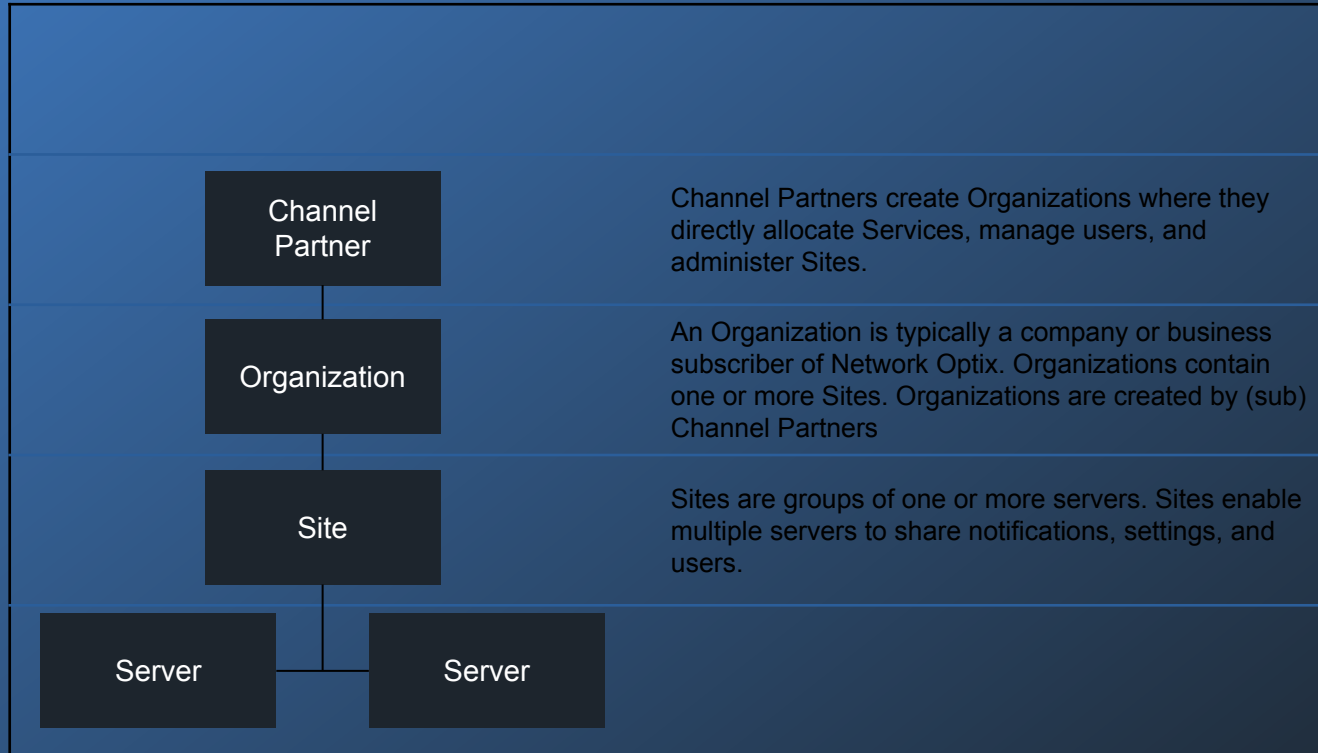 Channel
Partner
Channel Partners create Organizations where they
directly allocate Services, manage users, and
administer Sites.
Organization
An Organization is typically a company or business
subscriber of Network Optix. Organizations contain
one or more Sites. Organizations are created by (sub)
Channel Partners
Site
Sites are groups of one or more servers. Sites enable
multiple servers to share notifications, settings, and
users.
Server
Server